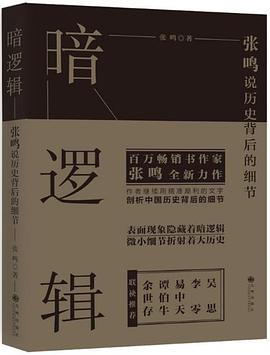 暗逻辑
张鸣说历史背后的细节
张鸣
著
张鸣
著
暗逻辑
张鸣说历史背后的细节
百万畅销书作家
张鸣 全新力作
作者继续用精准犀利的文字
剖析中国历史背后的细节
表面现象隐藏着暗逻辑
微小细节折射着大历史
吴思
李零
易中天
谭伯牛
余世存
联袂推荐